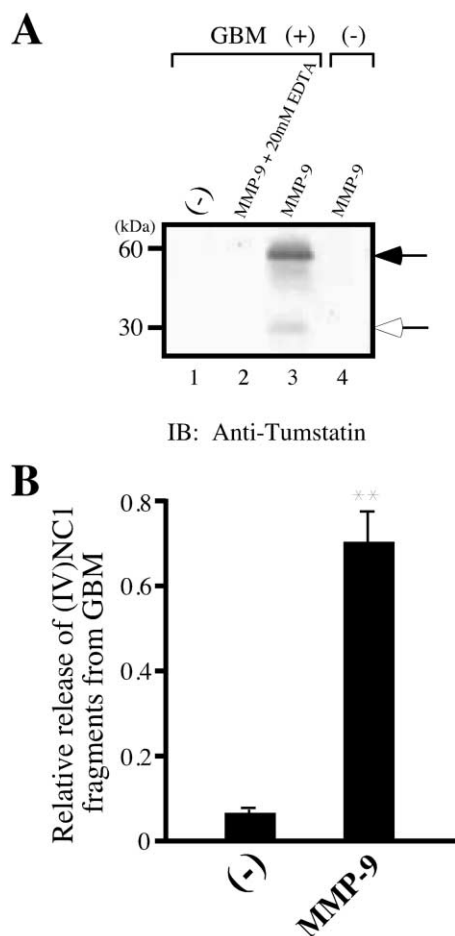 A
GBM (+) (-)
(-) MMP-9 + 20mM EDTA MMP-9 MMP-9
(kDa)
60
30
1 2 3 4
IB: Anti-Tumstatin
B
Relative release of (IV)NC1
fragments from GBM
0.8
0.6
0.4
0.2
0
**
(-) MMP-9